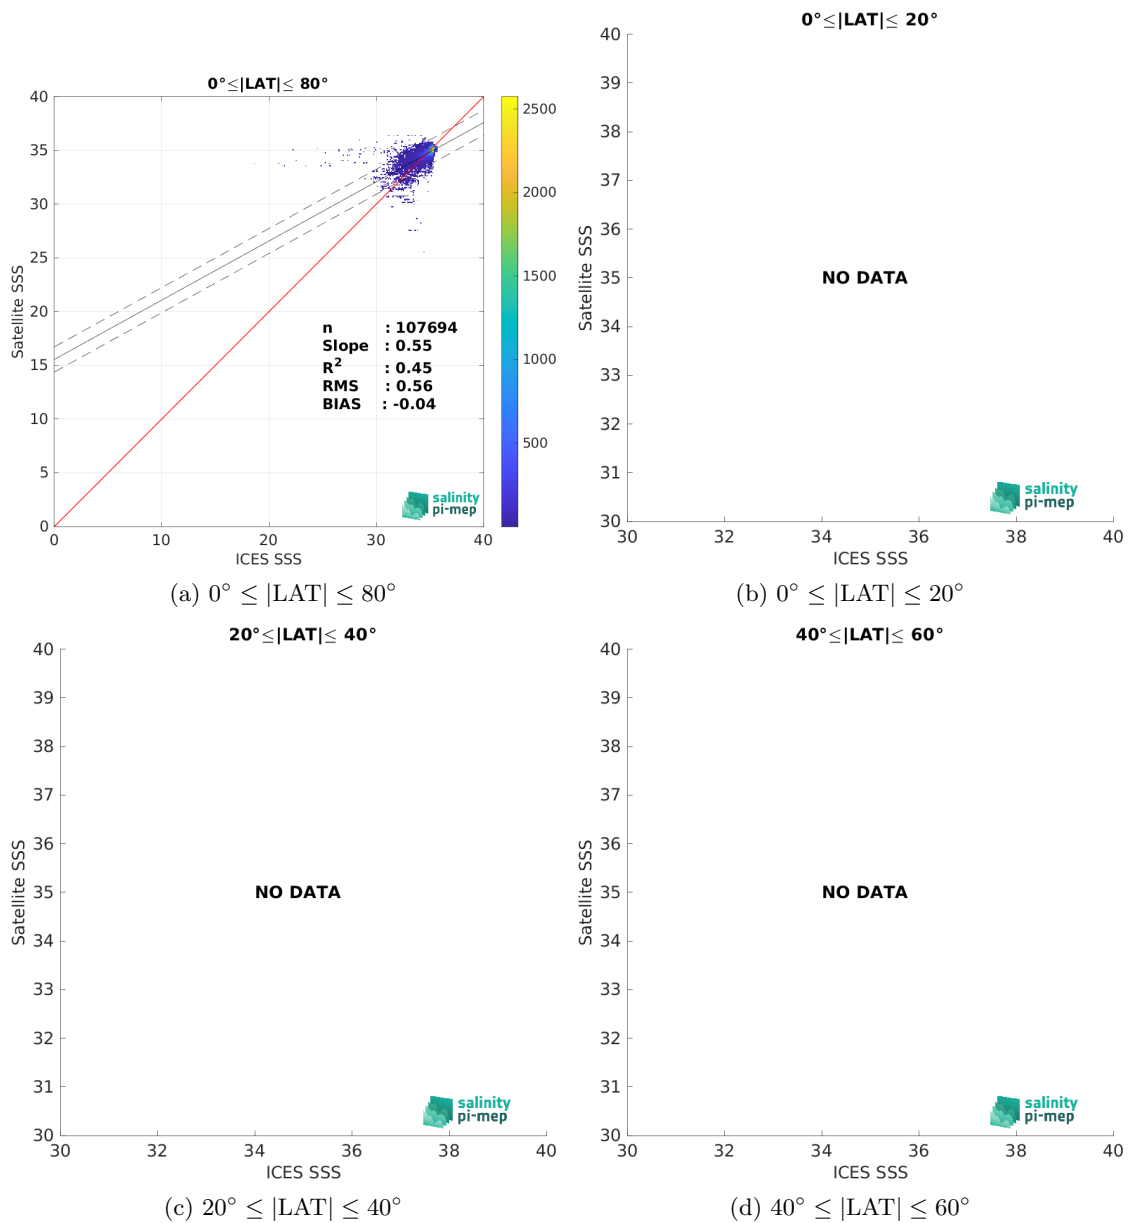 0°≤|LAT|≤ 80°
40
35
30
25
20
15
10
5
0
0
10
20
30
40
2500
2000
1500
1000
500
Satellite SSS
ICES SSS
n : 107694
Slope : 0.55
R² : 0.45
RMS : 0.56
BIAS : -0.04
salinity
pi-mep
(a) 0° ≤ |LAT| ≤ 80°
0°≤|LAT|≤ 20°
40
39
38
37
36
35
34
33
32
31
30
30
32
34
36
38
40
Satellite SSS
ICES SSS
NO DATA
salinity
pi-mep
(b) 0° ≤ |LAT| ≤ 20°
20°≤|LAT|≤ 40°
40
39
38
37
36
35
34
33
32
31
30
30
32
34
36
38
40
Satellite SSS
ICES SSS
NO DATA
salinity
pi-mep
(c) 20° ≤ |LAT| ≤ 40°
40°≤|LAT|≤ 60°
40
39
38
37
36
35
34
33
32
31
30
30
32
34
36
38
40
Satellite SSS
ICES SSS
NO DATA
salinity
pi-mep
(d) 40° ≤ |LAT| ≤ 60°